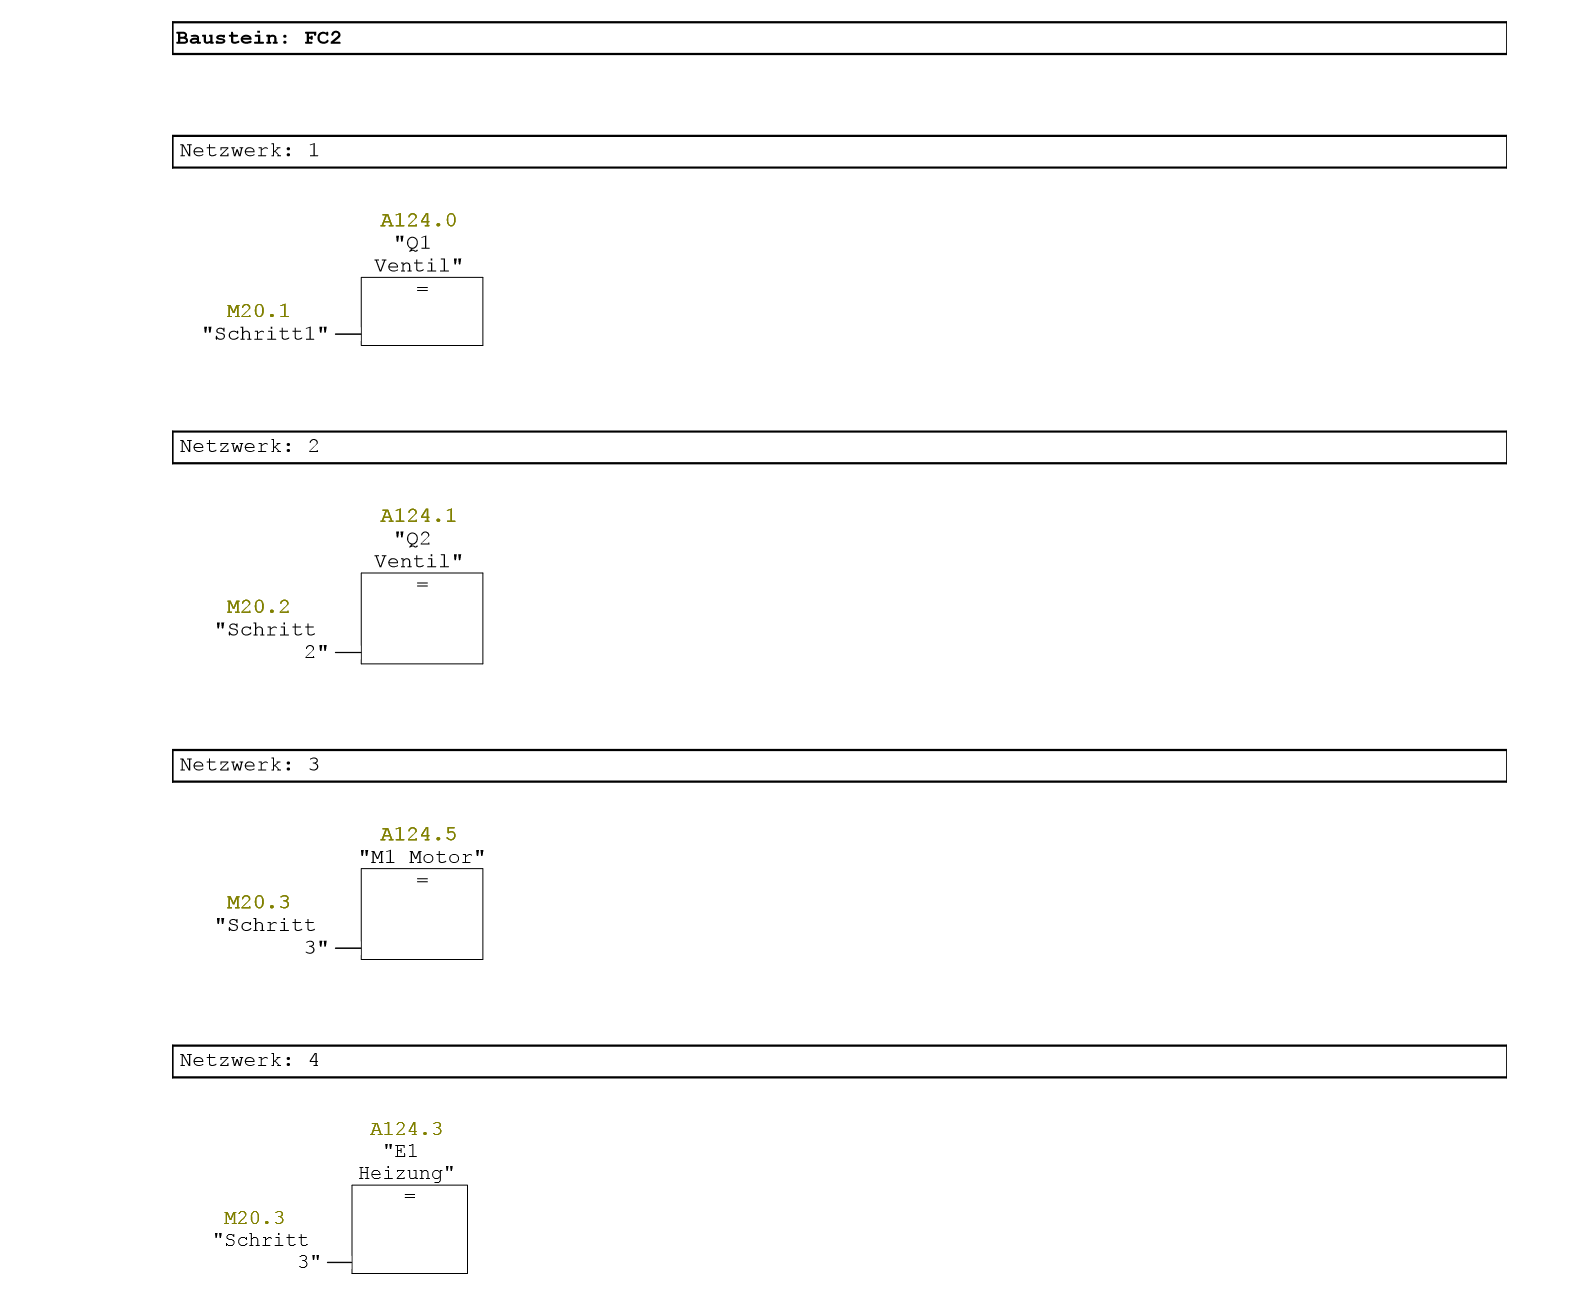 Baustein: FC2
Netzwerk: 1
A124.0
"Q1
Ventil"
=
M20.1
"Schritt1"
Netzwerk: 2
A124.1
"Q2
Ventil"
=
M20.2
"Schritt
2"
Netzwerk: 3
A124.5
"M1 Motor"
=
M20.3
"Schritt
3"
Netzwerk: 4
A124.3
"E1
Heizung"
=
M20.3
"Schritt
3"